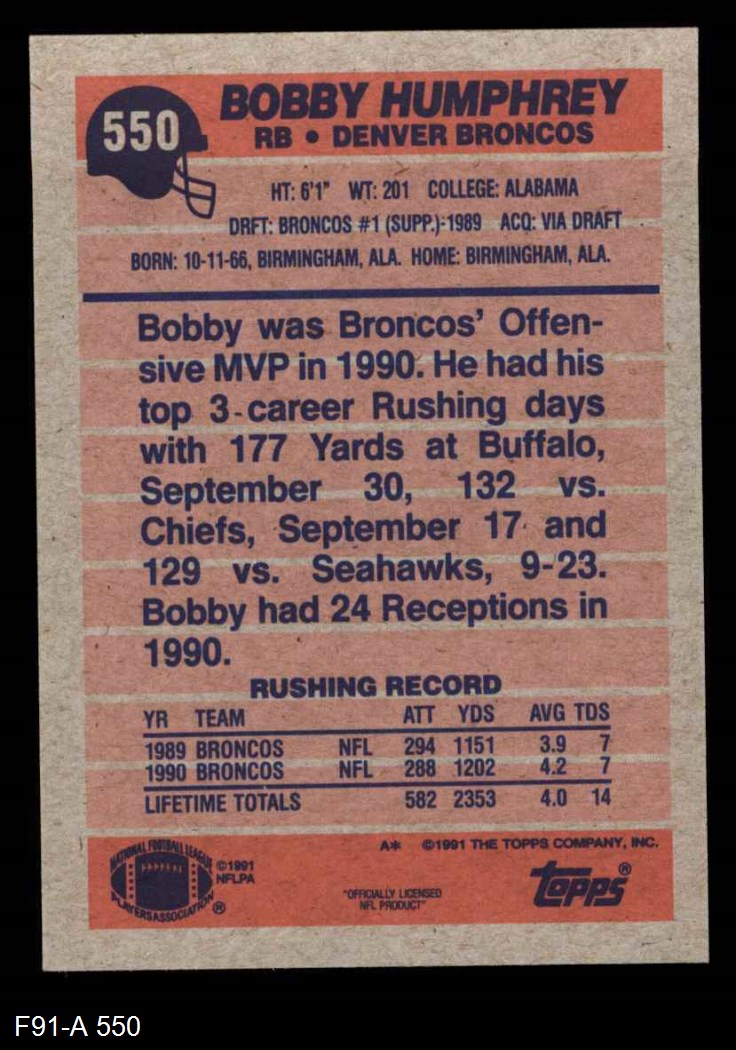 550
BOBBY HUMPHREY
RB • DENVER BRONCOS
HT: 6'1" WT: 201 COLLEGE: ALABAMA
DRFT: BRONCOS #1 (SUPP.)-1989 ACQ: VIA DRAFT
BORN: 10-11-66, BIRMINGHAM, ALA. HOME: BIRMINGHAM, ALA.
Bobby was Broncos' Offen-
sive MVP in 1990. He had his
top 3-career Rushing days
with 177 Yards at Buffalo,
September 30, 132 vs.
Chiefs, September 17 and
129 vs. Seahawks, 9-23.
Bobby had 24 Receptions in
1990.
RUSHING RECORD
YR TEAM ATT YDS AVG TDS
1989 BRONCOS NFL 294 1151 3.9 7
1990 BRONCOS NFL 288 1202 4.2 7
LIFETIME TOTALS 582 2353 4.0 14
A* ©1991 THE TOPPS COMPANY, INC.
NATIONAL FOOTBALL LEAGUE
PLAYERS ASSOCIATION ®
©1991
NFLPA
"OFFICIALLY LICENSED
NFL PRODUCT"
topps®
F91-A 550